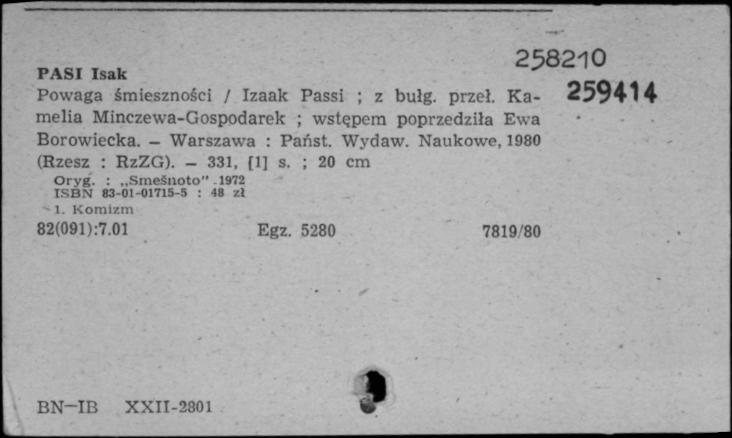 258210
PASI Isak
Powaga śmieszności / Izaak Passi ; z bułg. przeł. Ka-
259414
melia Minczewa-Gospodarek ; wstępem poprzedziła Ewa
Borowiecka. — Warszawa : Państ. Wydaw. Naukowe, 1980
(Rzesz : RzZG). — 331, [1] s. ; 20 cm
Oryg. : „Smešnoto" 1972
ISBN 83-01-01715-5 : 48 zł
1. Komizm
82(091):7.01 Egz. 5280 7819/80
BN—IB XXII-2801